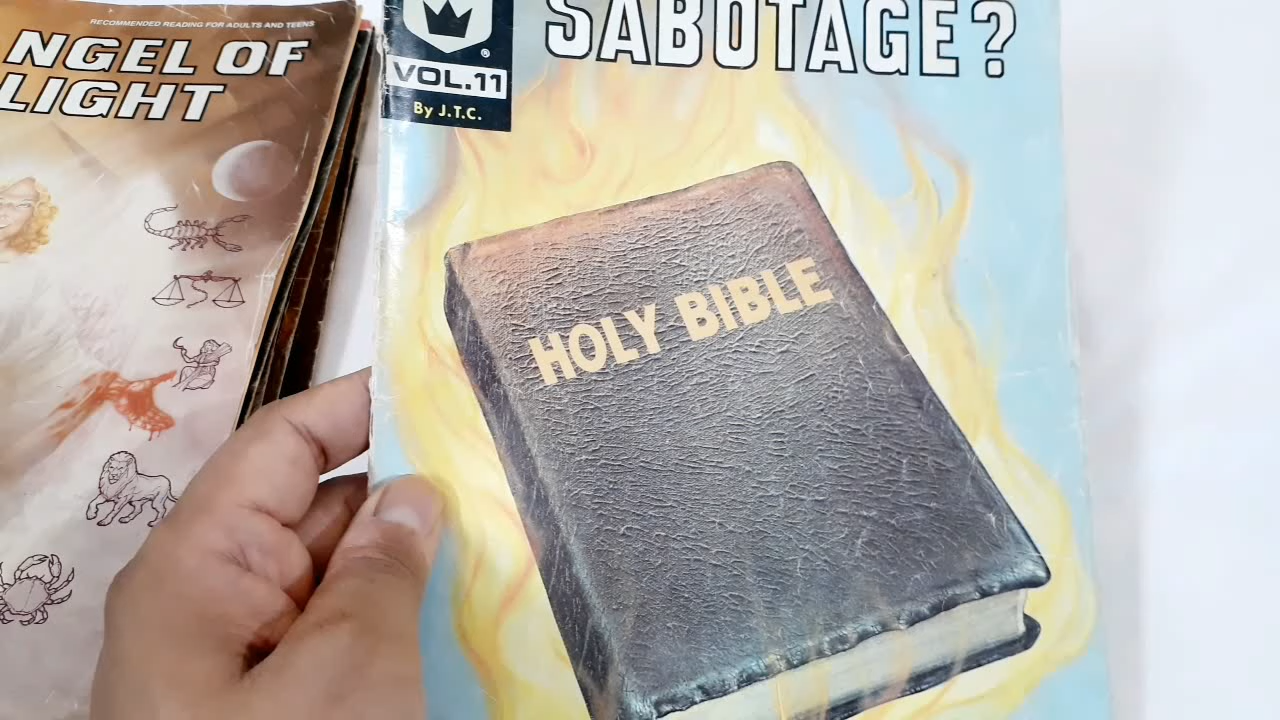 RECOMMENDED READING FOR ADULTS AND TEENS
NGEL OF
LIGHT
SABOTAGE?
®
VOL.11
By J.T.C.
HOLY BIBLE